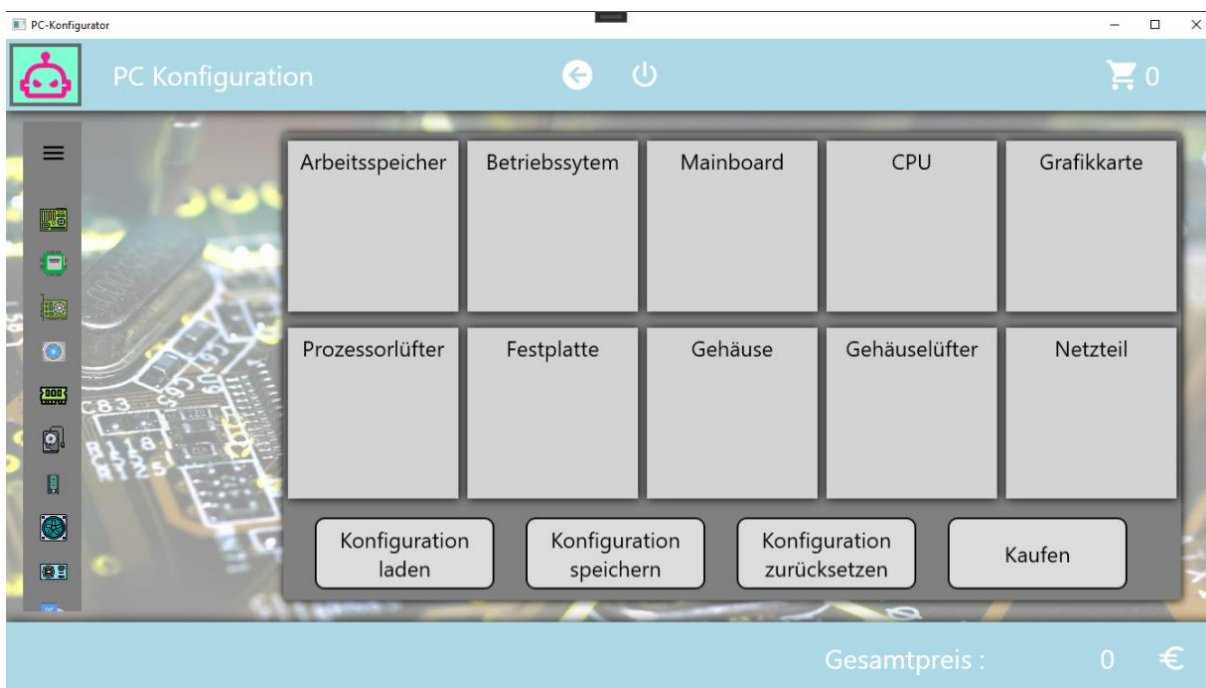 PC-Konfigurator
PC Konfiguration
0
Arbeitsspeicher
Betriebssytem
Mainboard
CPU
Grafikkarte
Prozessorlüfter
Festplatte
Gehäuse
Gehäuselüfter
Netzteil
C83
Konfiguration
laden
Konfiguration
speichern
Konfiguration
zurücksetzen
Kaufen
Gesamtpreis :
0 €